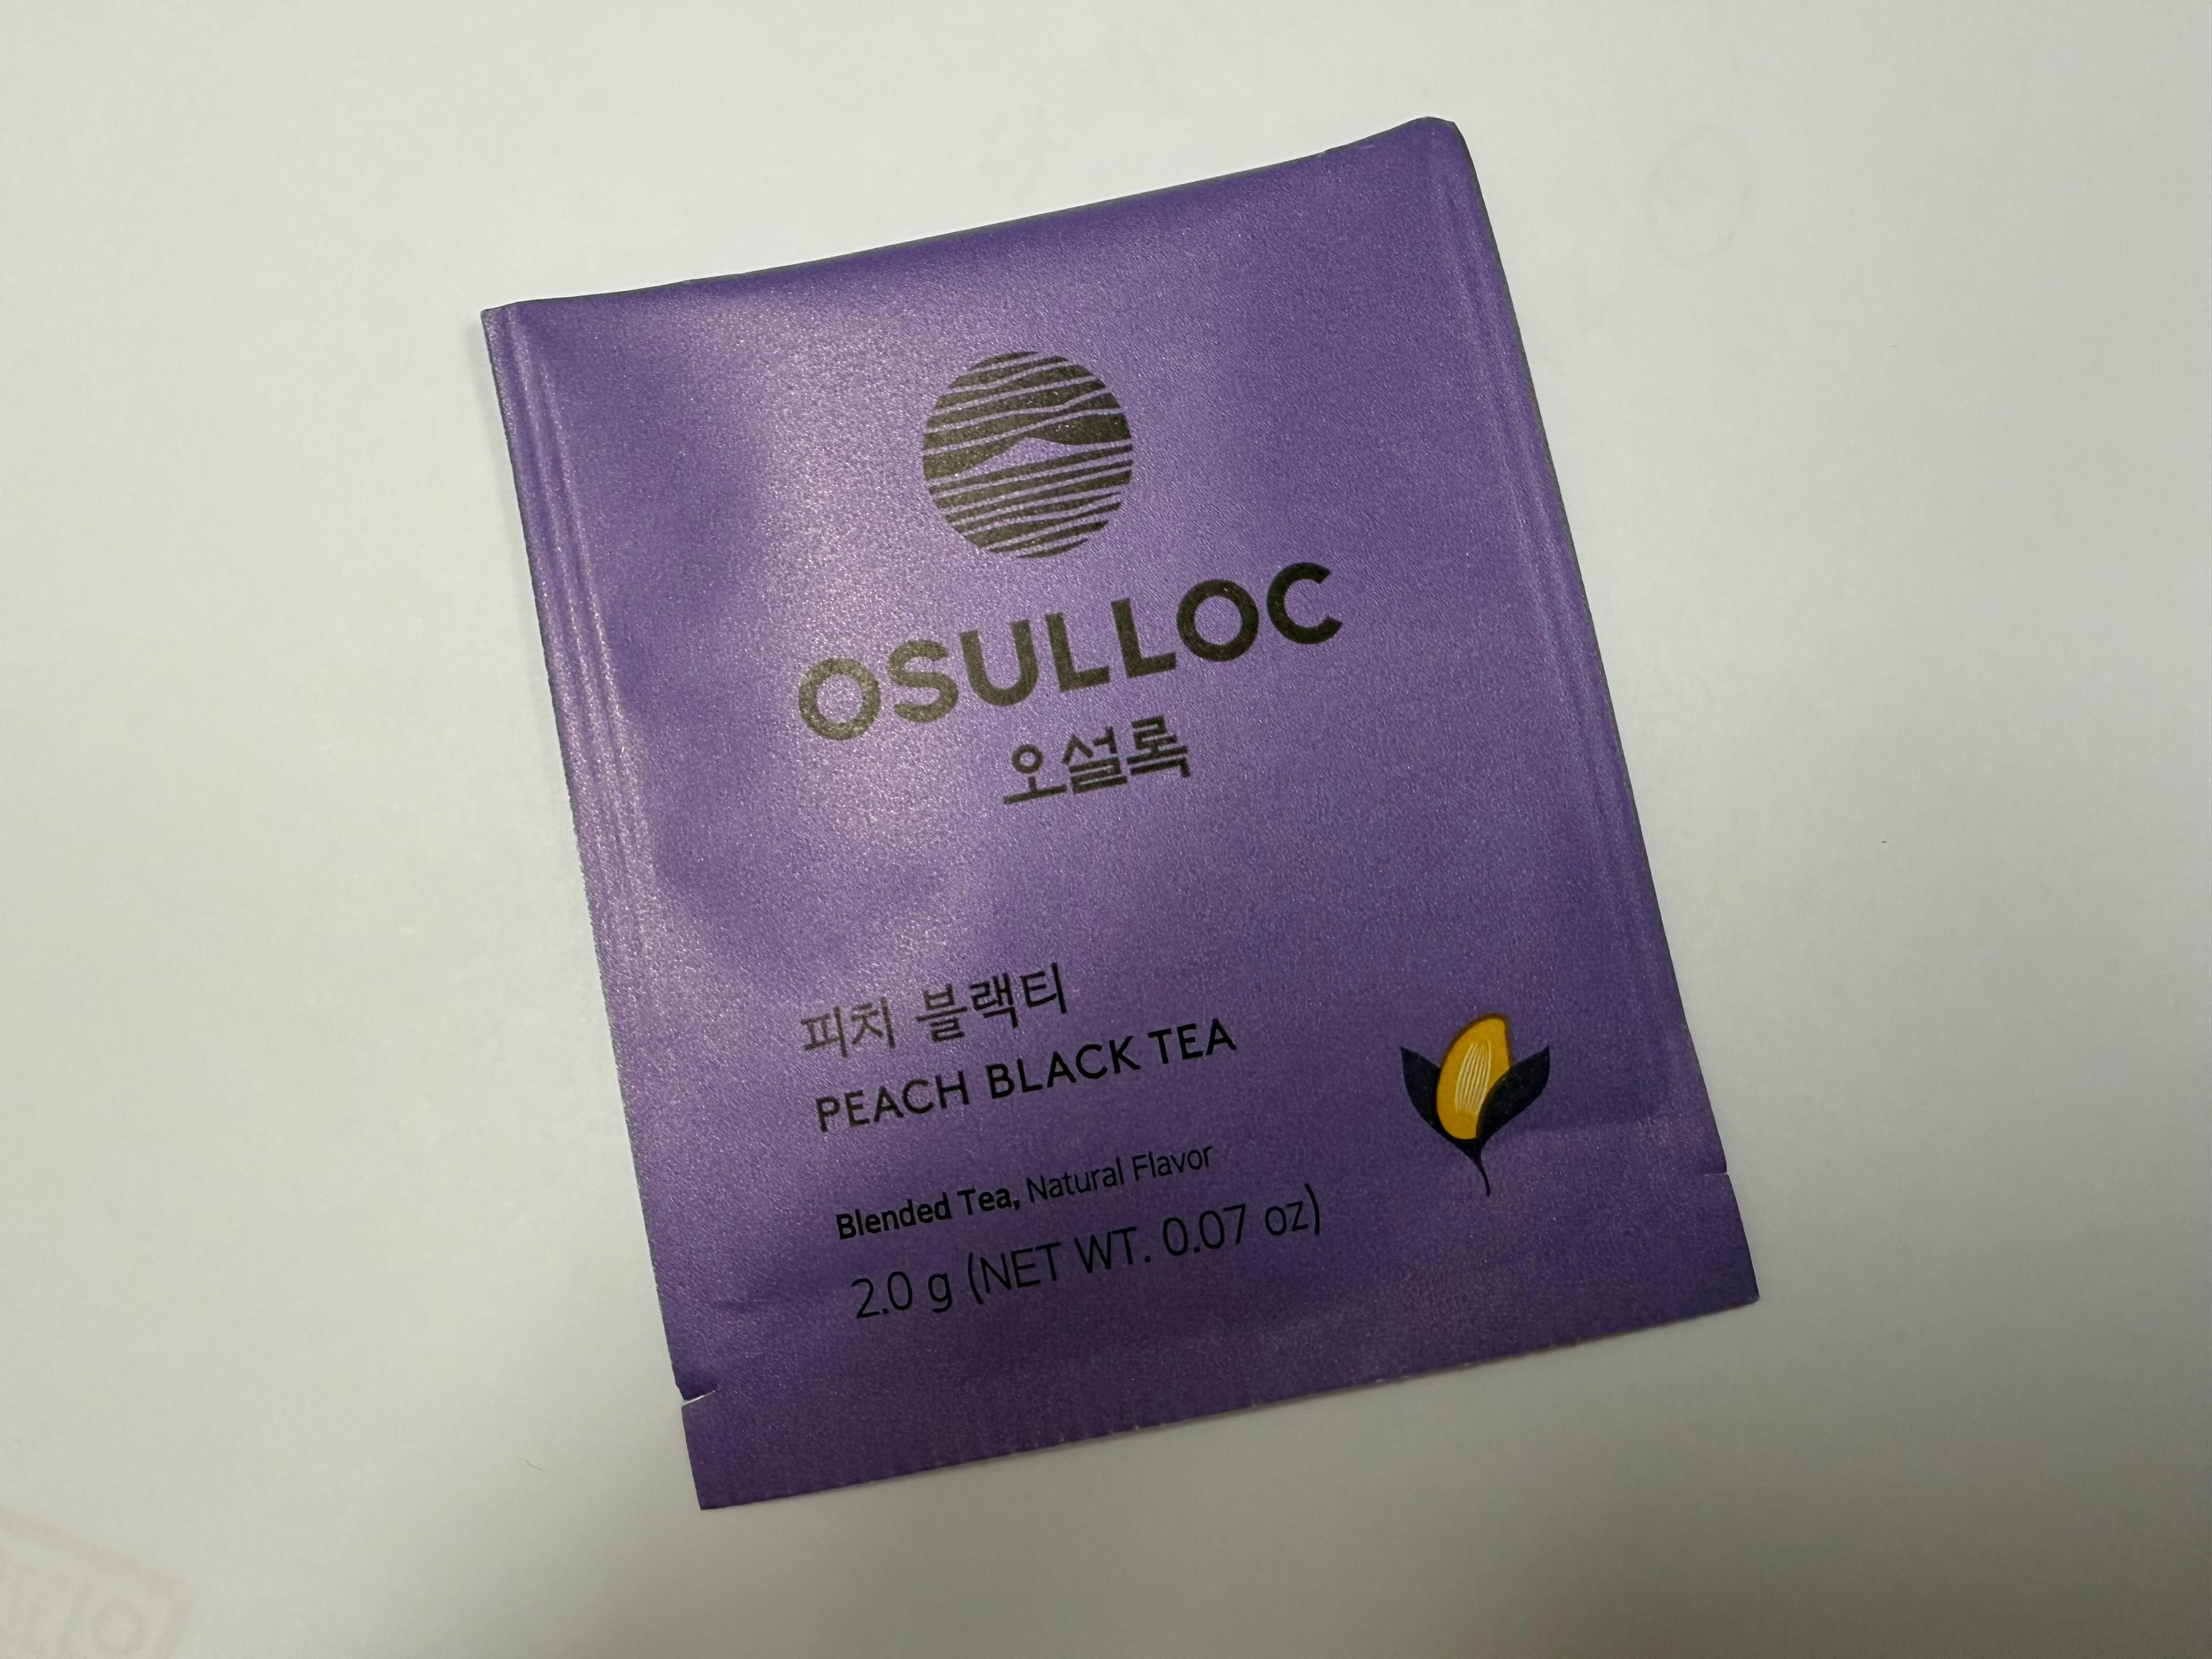 OSULLOC
오설록
피치 블랙티
PEACH BLACK TEA
Blended Tea, Natural Flavor
2.0 g (NET WT. 0.07 oz)